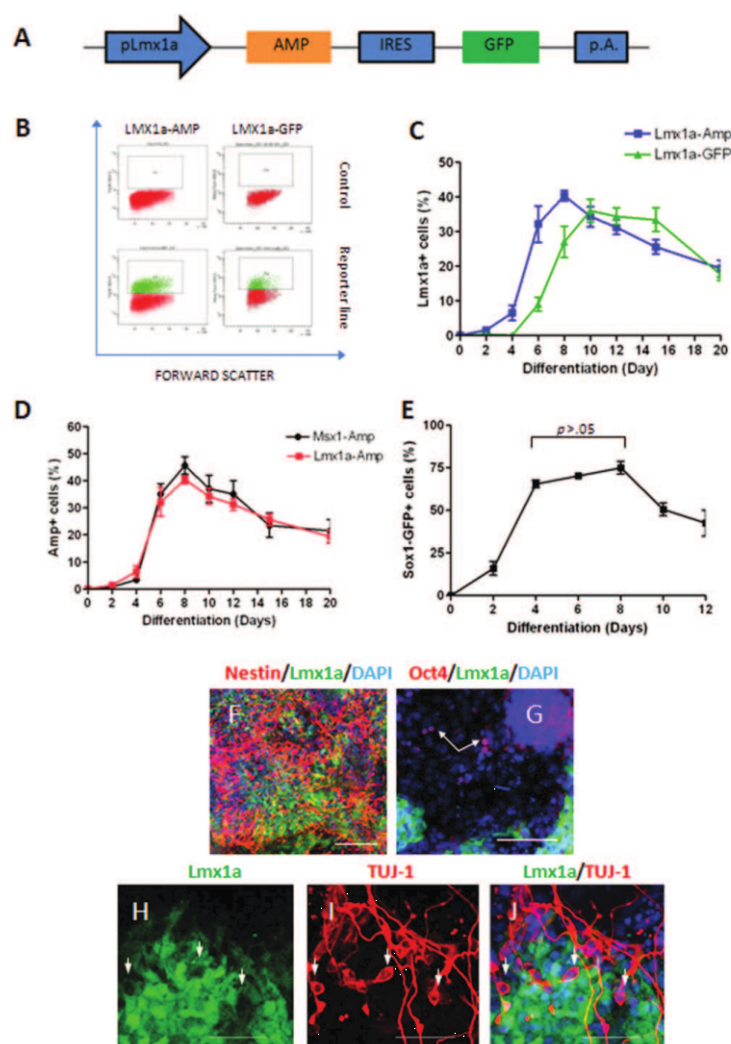 A
pLmx1a
AMP
IRES
GFP
p.A.
B
LMX1a-AMP
LMX1a-GFP
Control
Reporter line
FORWARD SCATTER
C
Lmx1a-Amp
Lmx1a-GFP
Lmx1a+ cells (%)
50
40
30
20
10
0
0 2 4 6 8 10 12 14 16 18 20
Differentiation (Day)
D
Msx1-Amp
Lmx1a-Amp
Amp+ cells (%)
60
50
40
30
20
10
0
0 2 4 6 8 10 12 14 16 18 20
Differentiation (Days)
E
p>.05
Sox1-GFP+ cells (%)
100
75
50
25
0
0 2 4 6 8 10 12
Differentiation (Days)
Nestin/Lmx1a/DAPI
Oct4/Lmx1a/DAPI
F
G
Lmx1a
TUJ-1
Lmx1a/TUJ-1
H
I
J